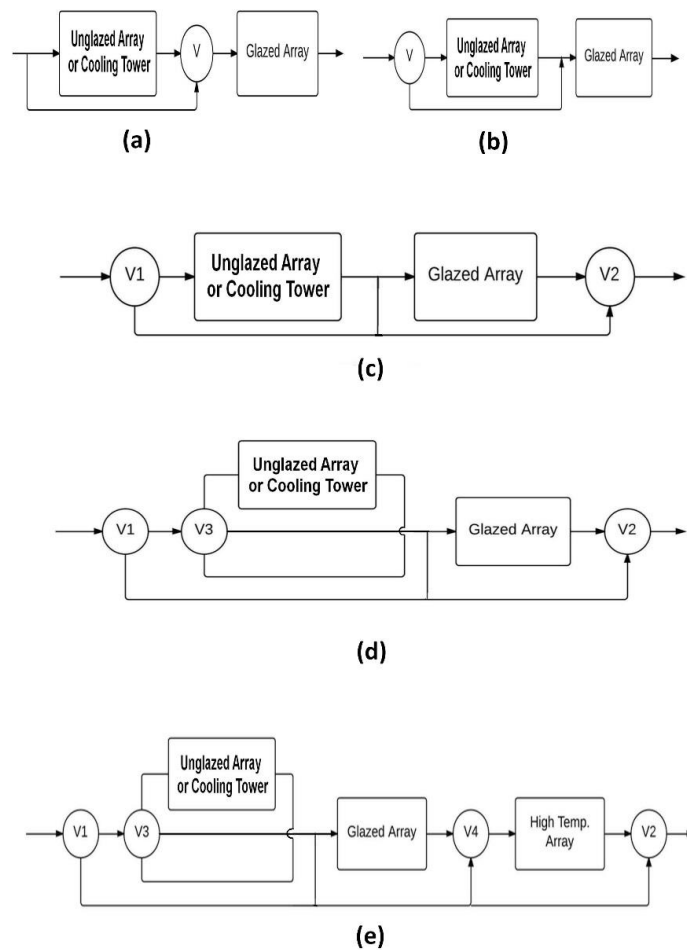 Unglazed Array
or Cooling Tower
V
Glazed Array
(a)
V
Unglazed Array
or Cooling Tower
Glazed Array
(b)
V1
Unglazed Array
or Cooling Tower
Glazed Array
V2
(c)
Unglazed Array
or Cooling Tower
V1
V3
Glazed Array
V2
(d)
Unglazed Array
or Cooling Tower
V1
V3
Glazed Array
V4
High Temp.
Array
V2
(e)